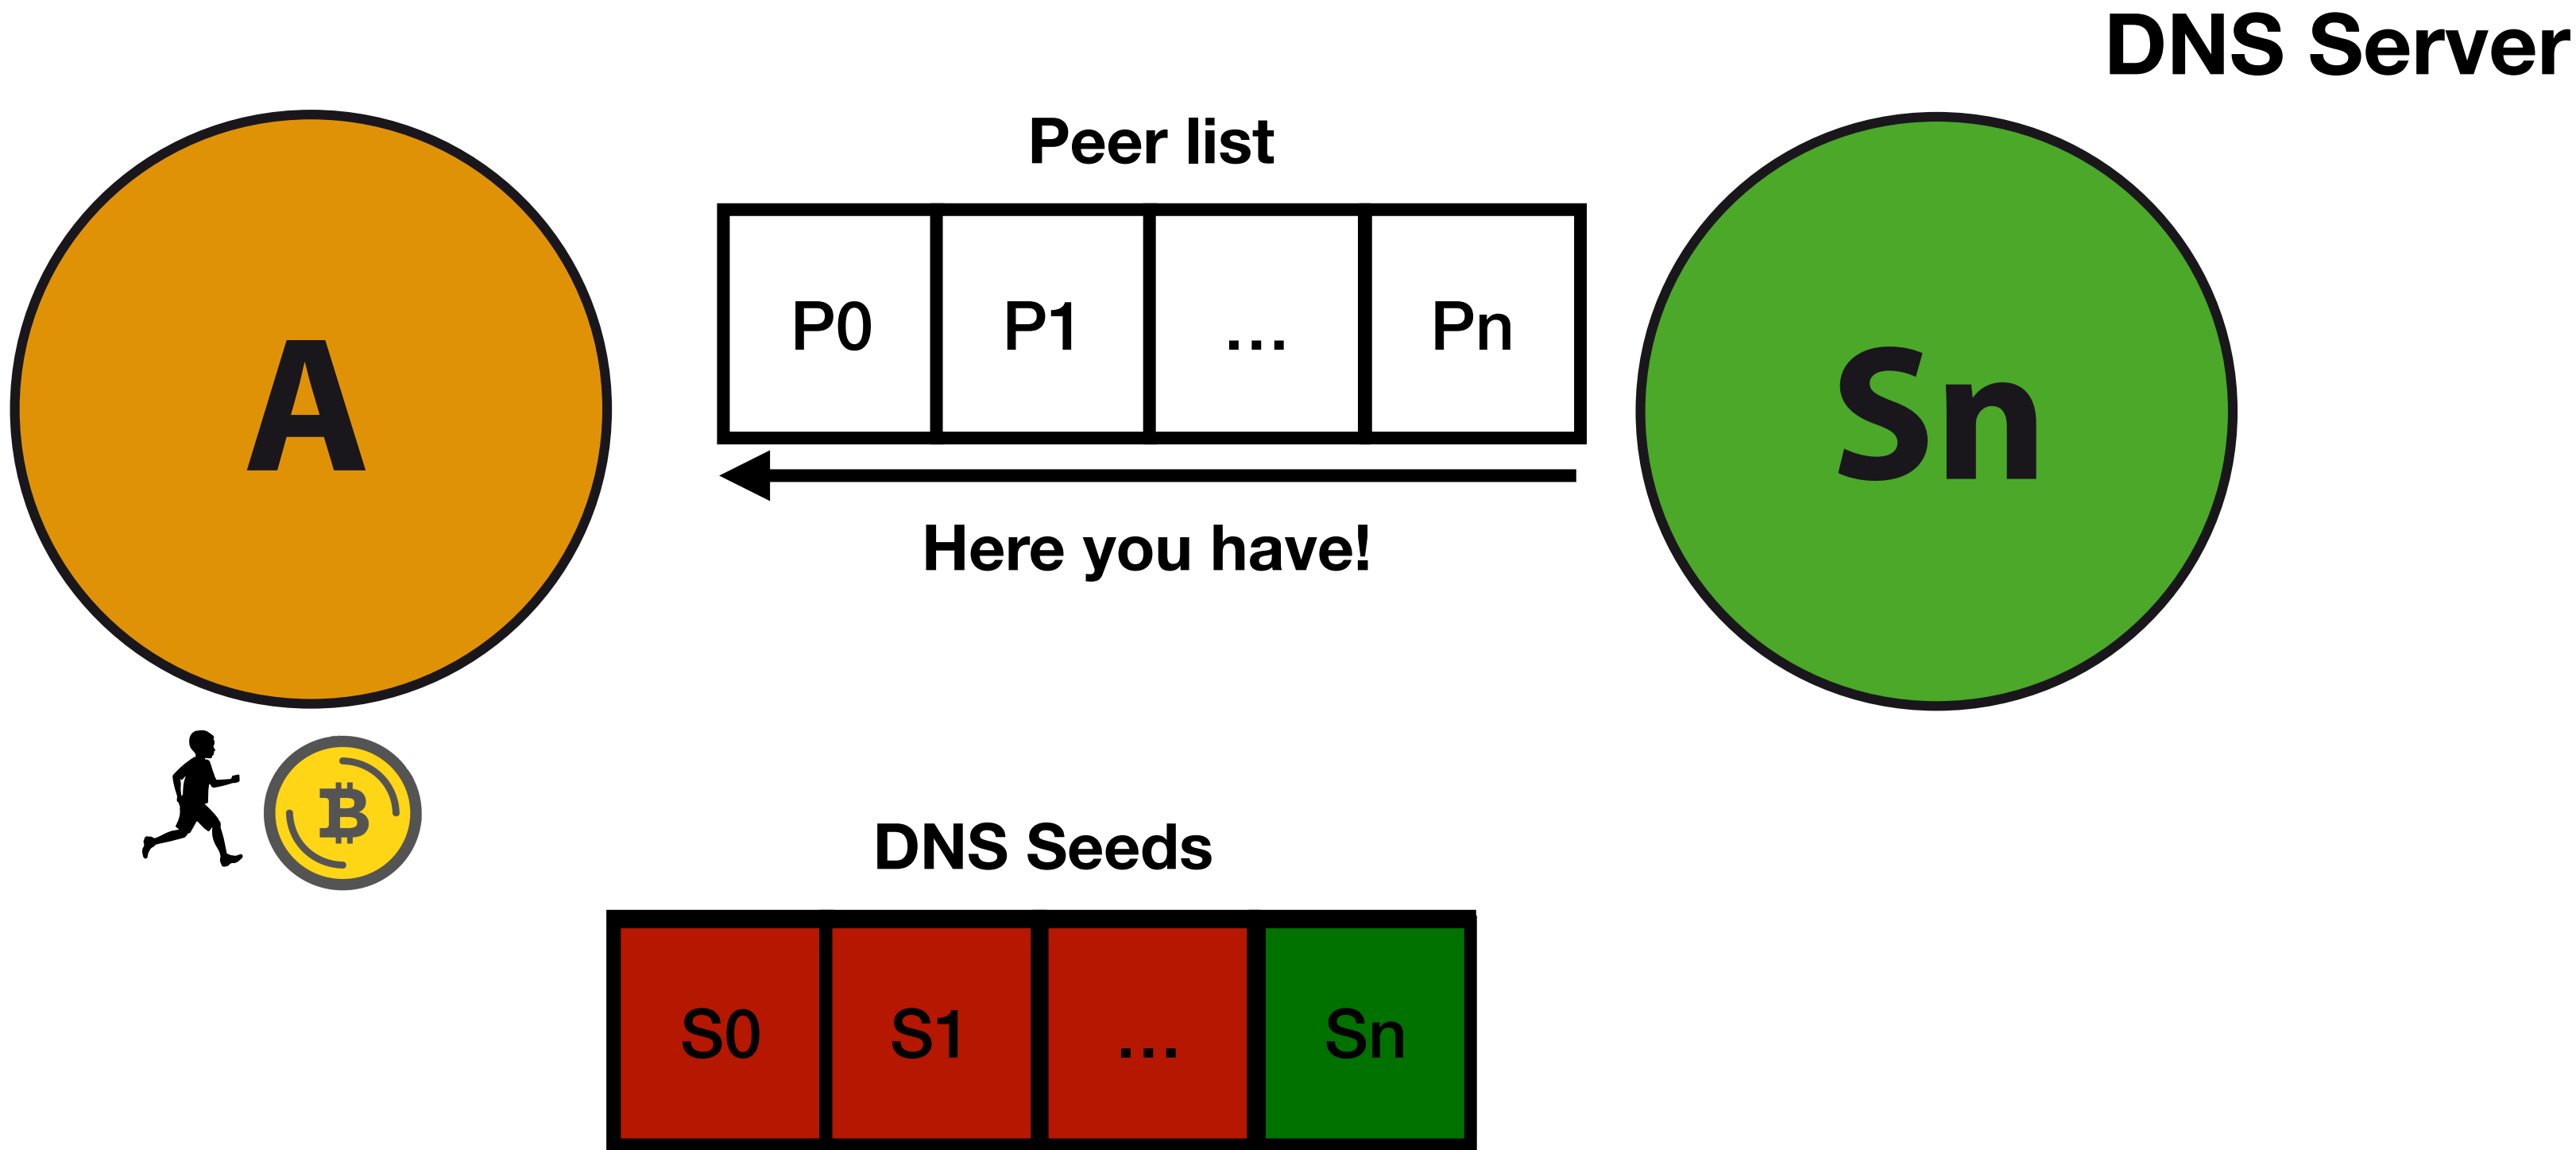 DNS Server
Peer list
P0 P1 ... Pn
A
Sn
Here you have!
DNS Seeds
S0 S1 ... Sn